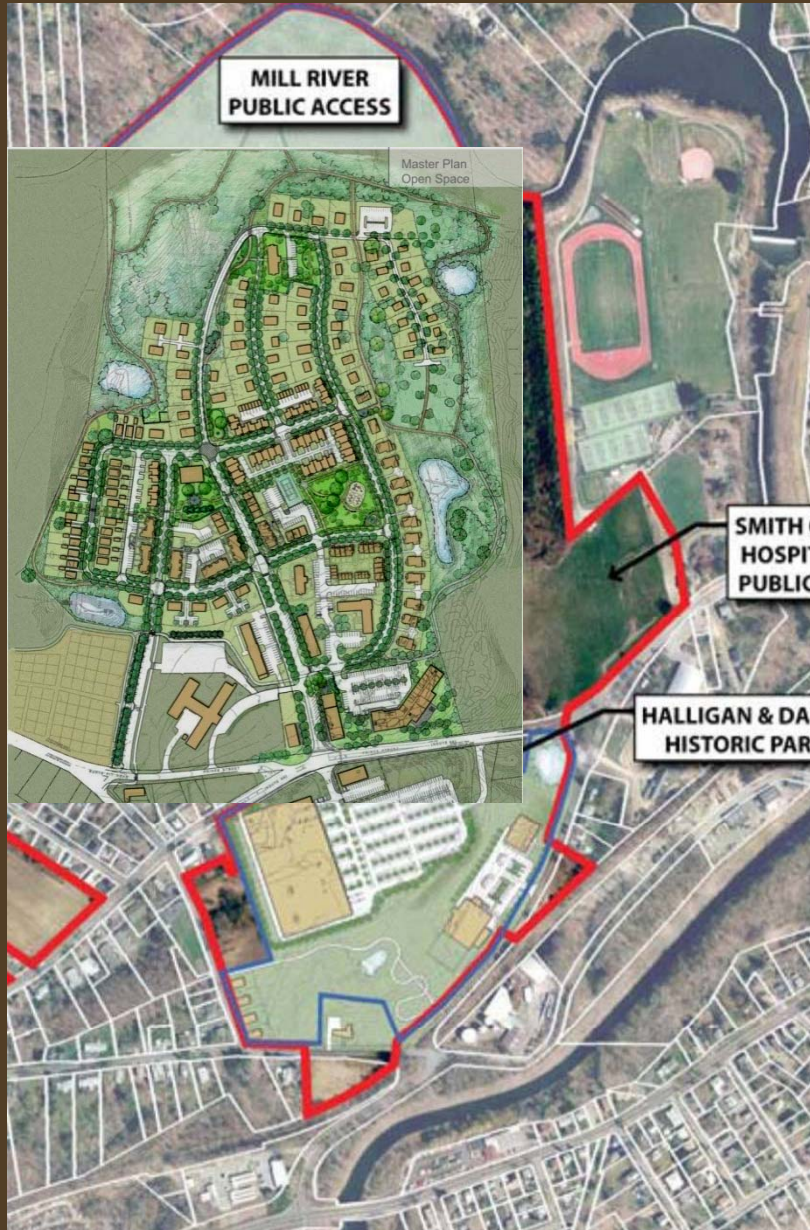 MILL RIVER
PUBLIC ACCESS
Master Plan
Open Space
SMITH
HOSPIT
PUBLIC
HALLIGAN & DA
HISTORIC PAR